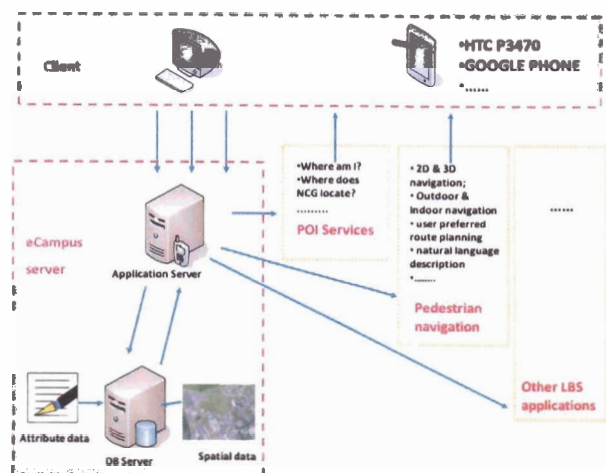 Client
•HTC P3470
•GOOGLE PHONE
•......
•Where am I?
•Where does
NCG locate?
.........
POI Services
• 2D & 3D
navigation;
• Outdoor &
Indoor navigation
• user preferred
route planning
• natural language
description
•........
Pedestrian
navigation
......
Other LBS
applications
eCampus
server
Application Server
Attribute data
DB Server
Spatial data